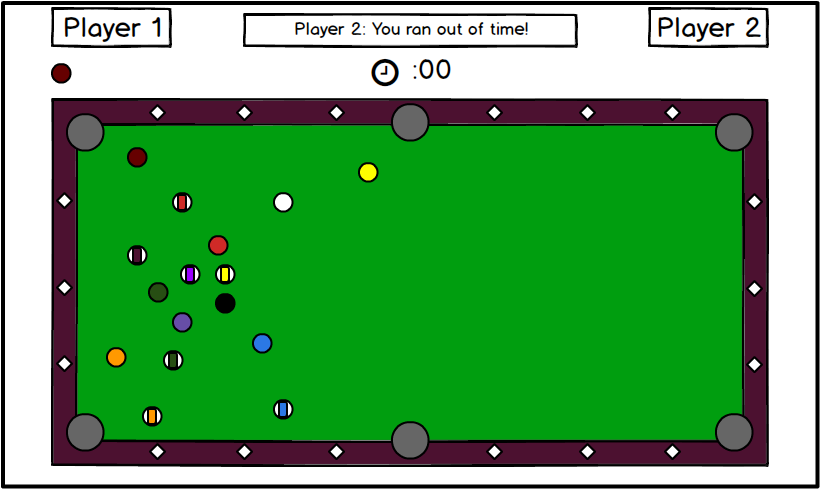 Player 1
Player 2: You ran out of time!
Player 2
:00